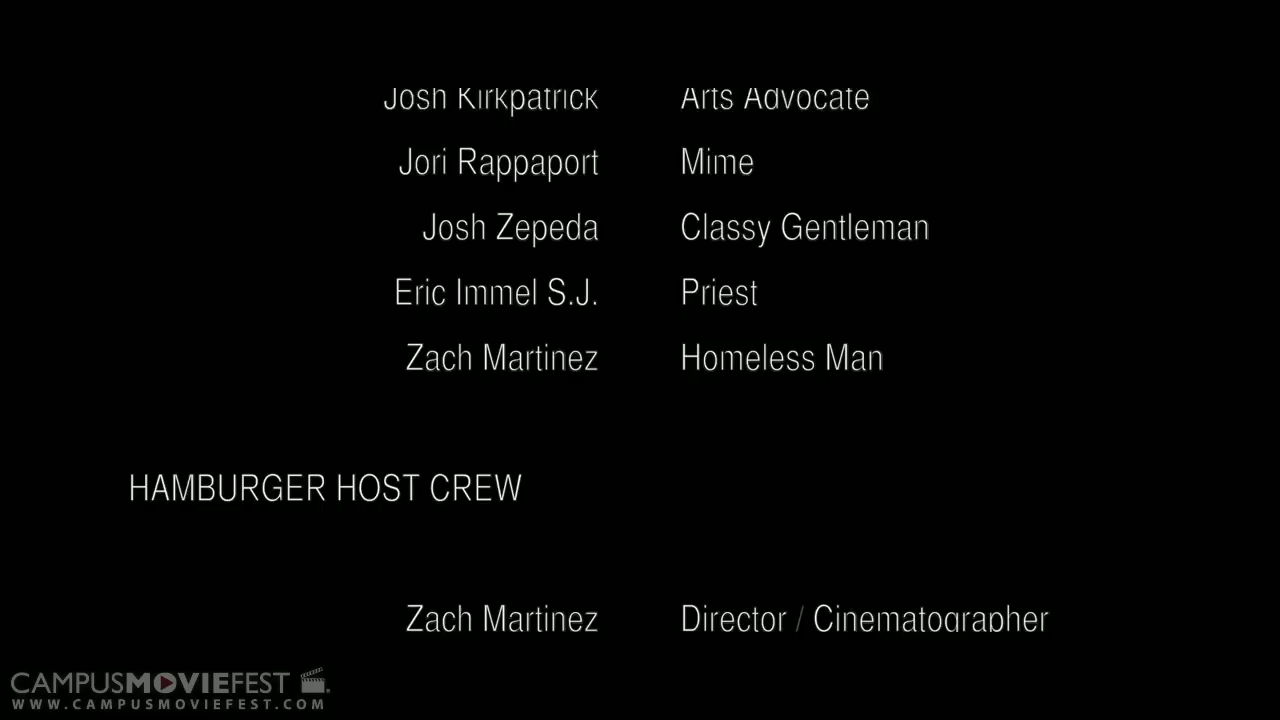 Josh Kirkpatrick Arts Advocate
Jori Rappaport Mime
Josh Zepeda Classy Gentleman
Eric Immel S.J. Priest
Zach Martinez Homeless Man
HAMBURGER HOST CREW
Zach Martinez Director / Cinematographer
CAMPUSMOVIEFEST
WWW.CAMPUSMOVIEFEST.COM